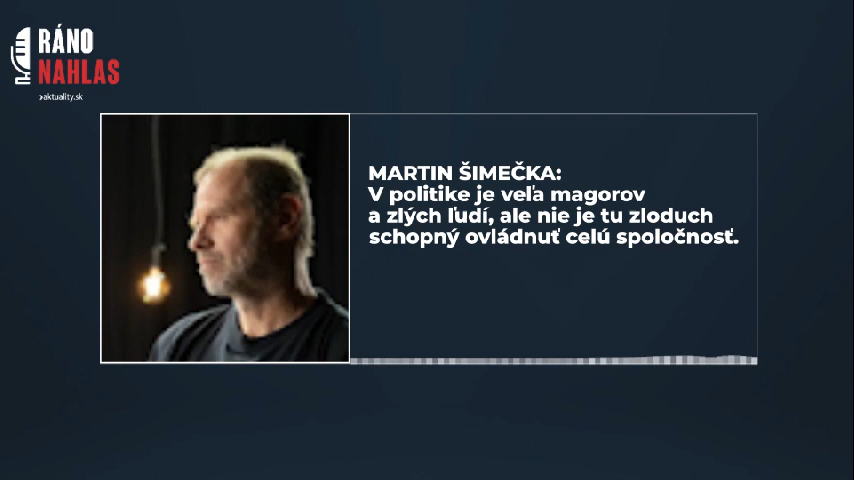 RÁNO
NAHLAS
>aktuality.sk
MARTIN ŠIMEČKA:
V politike je veľa magorov
a zlých ľudí, ale nie je tu zloduch
schopný ovládnuť celú spoločnosť.